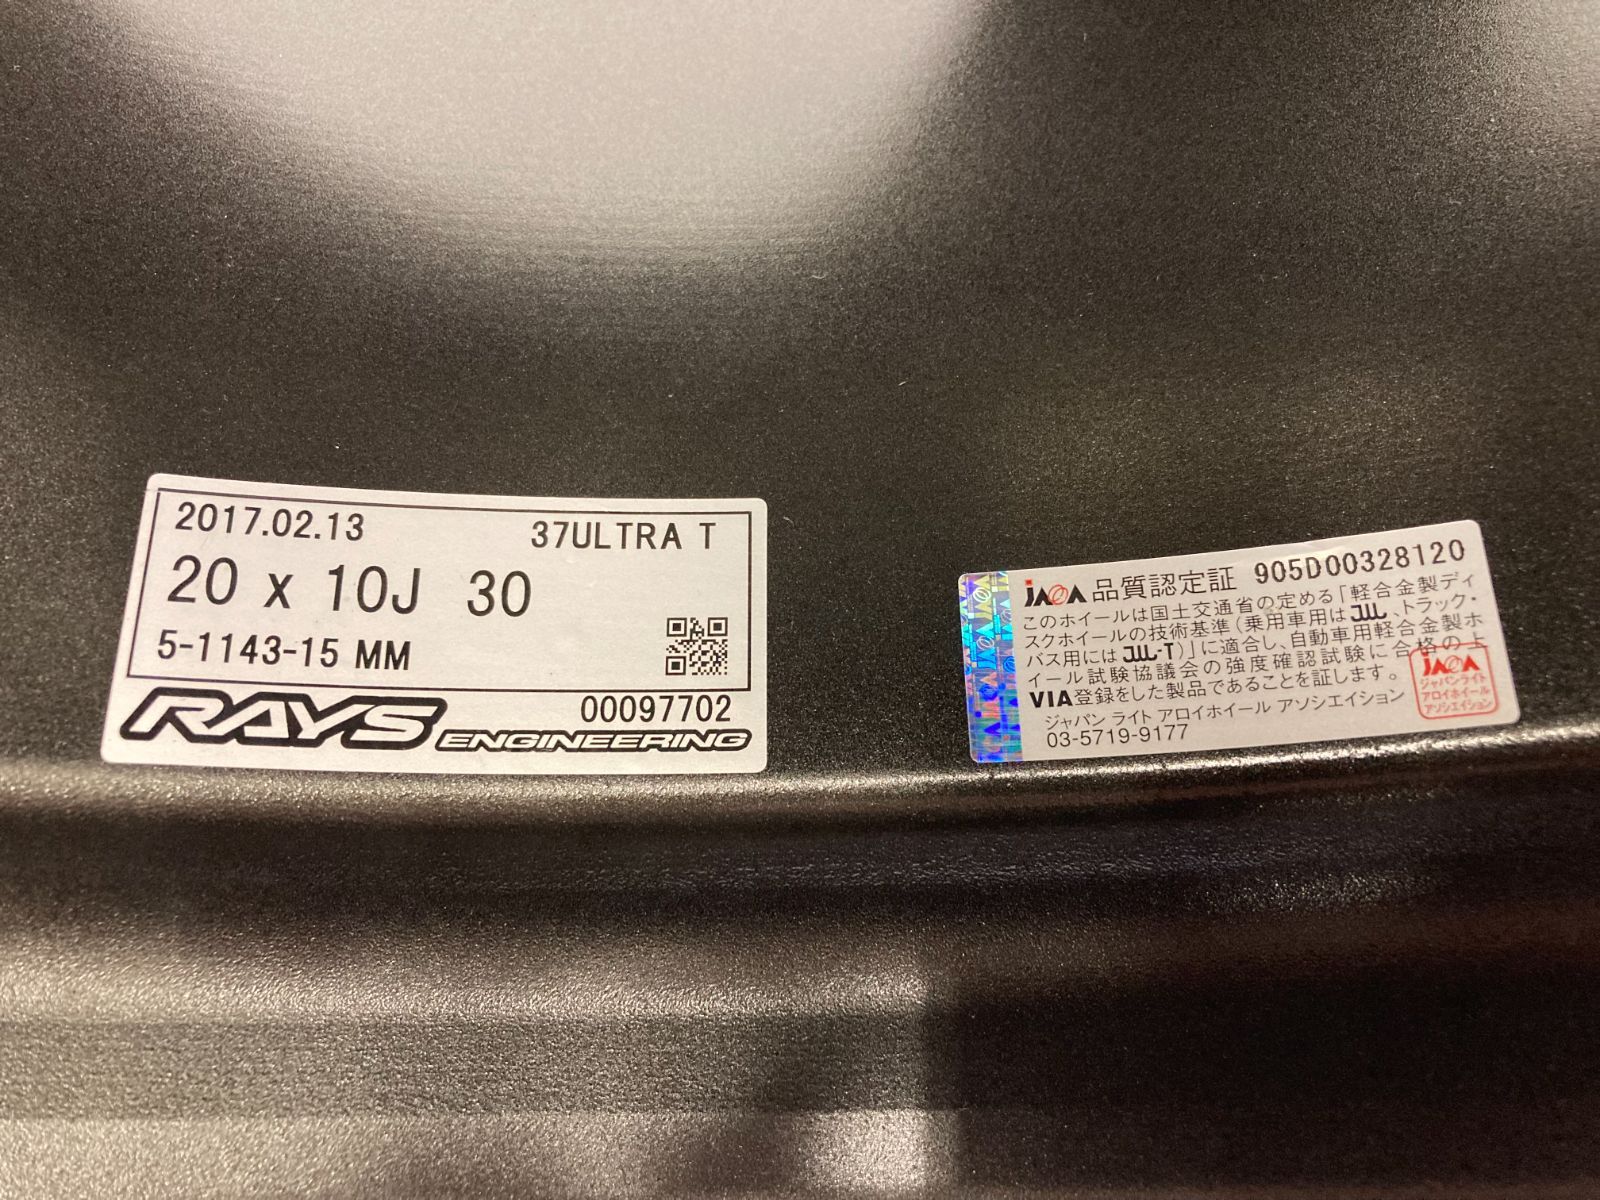 2017.02.13 37ULTRA T
20 x 10J 30
5-1143-15 MM
00097702
RAYS ENGINEERING
JAWA 品質認定証 905D00328120
このホイールは国土交通省の定める「軽合金製ディ
スクホイールの技術基準(乗用車用はJWL、トラック・
バス用にはJWL-T)」に適合し、自動車用軽合金製ホ
イール試験協議会の強度確認試験に合格の上
VIA登録をした製品であることを証します。
ジャパン ライト アロイホイール アソシエイション
03-5719-9177
JAWA
ジャパンライト
アロイホイール
アソシエイション